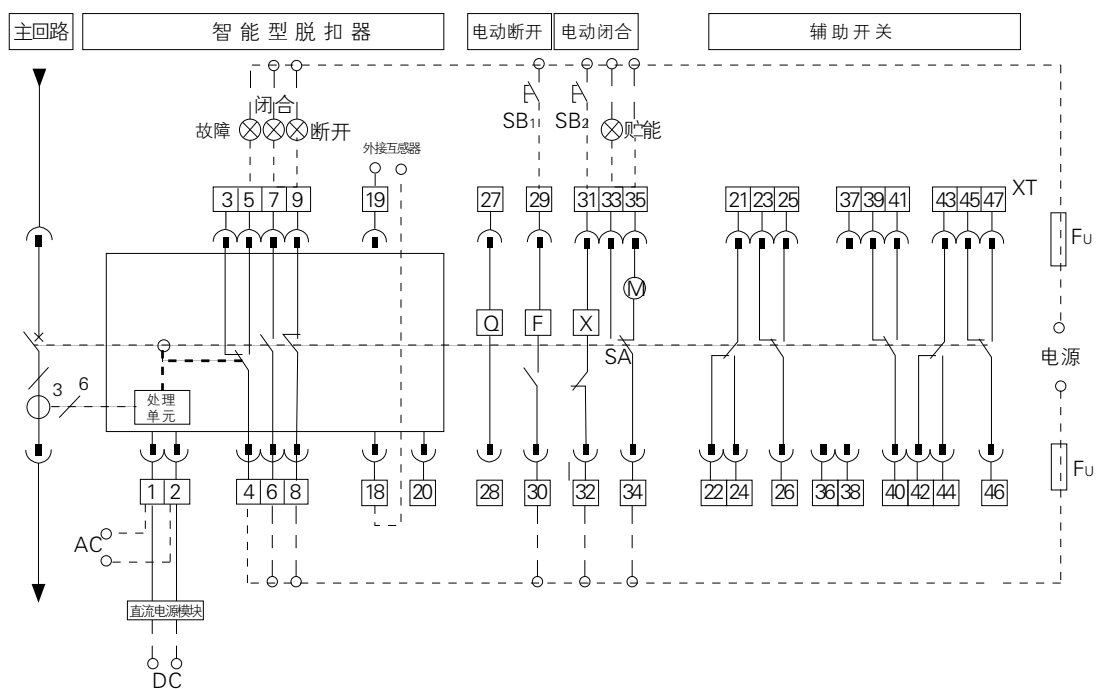 主回路 智能型脱扣器 电动断开 电动闭合 辅助开关
闭合
故障 断开
SB1 SB2 贮能
外接互感器
3 5 7 9 19 27 29 31 33 35 21 23 25 37 39 41 43 45 47 XT
FU
M
Q F X
SA
电源
3 6
处理
单元
FU
1 2 4 6 8 18 20 28 30 32 34 22 24 26 36 38 40 42 44 46
AC
直流电源模块
DC